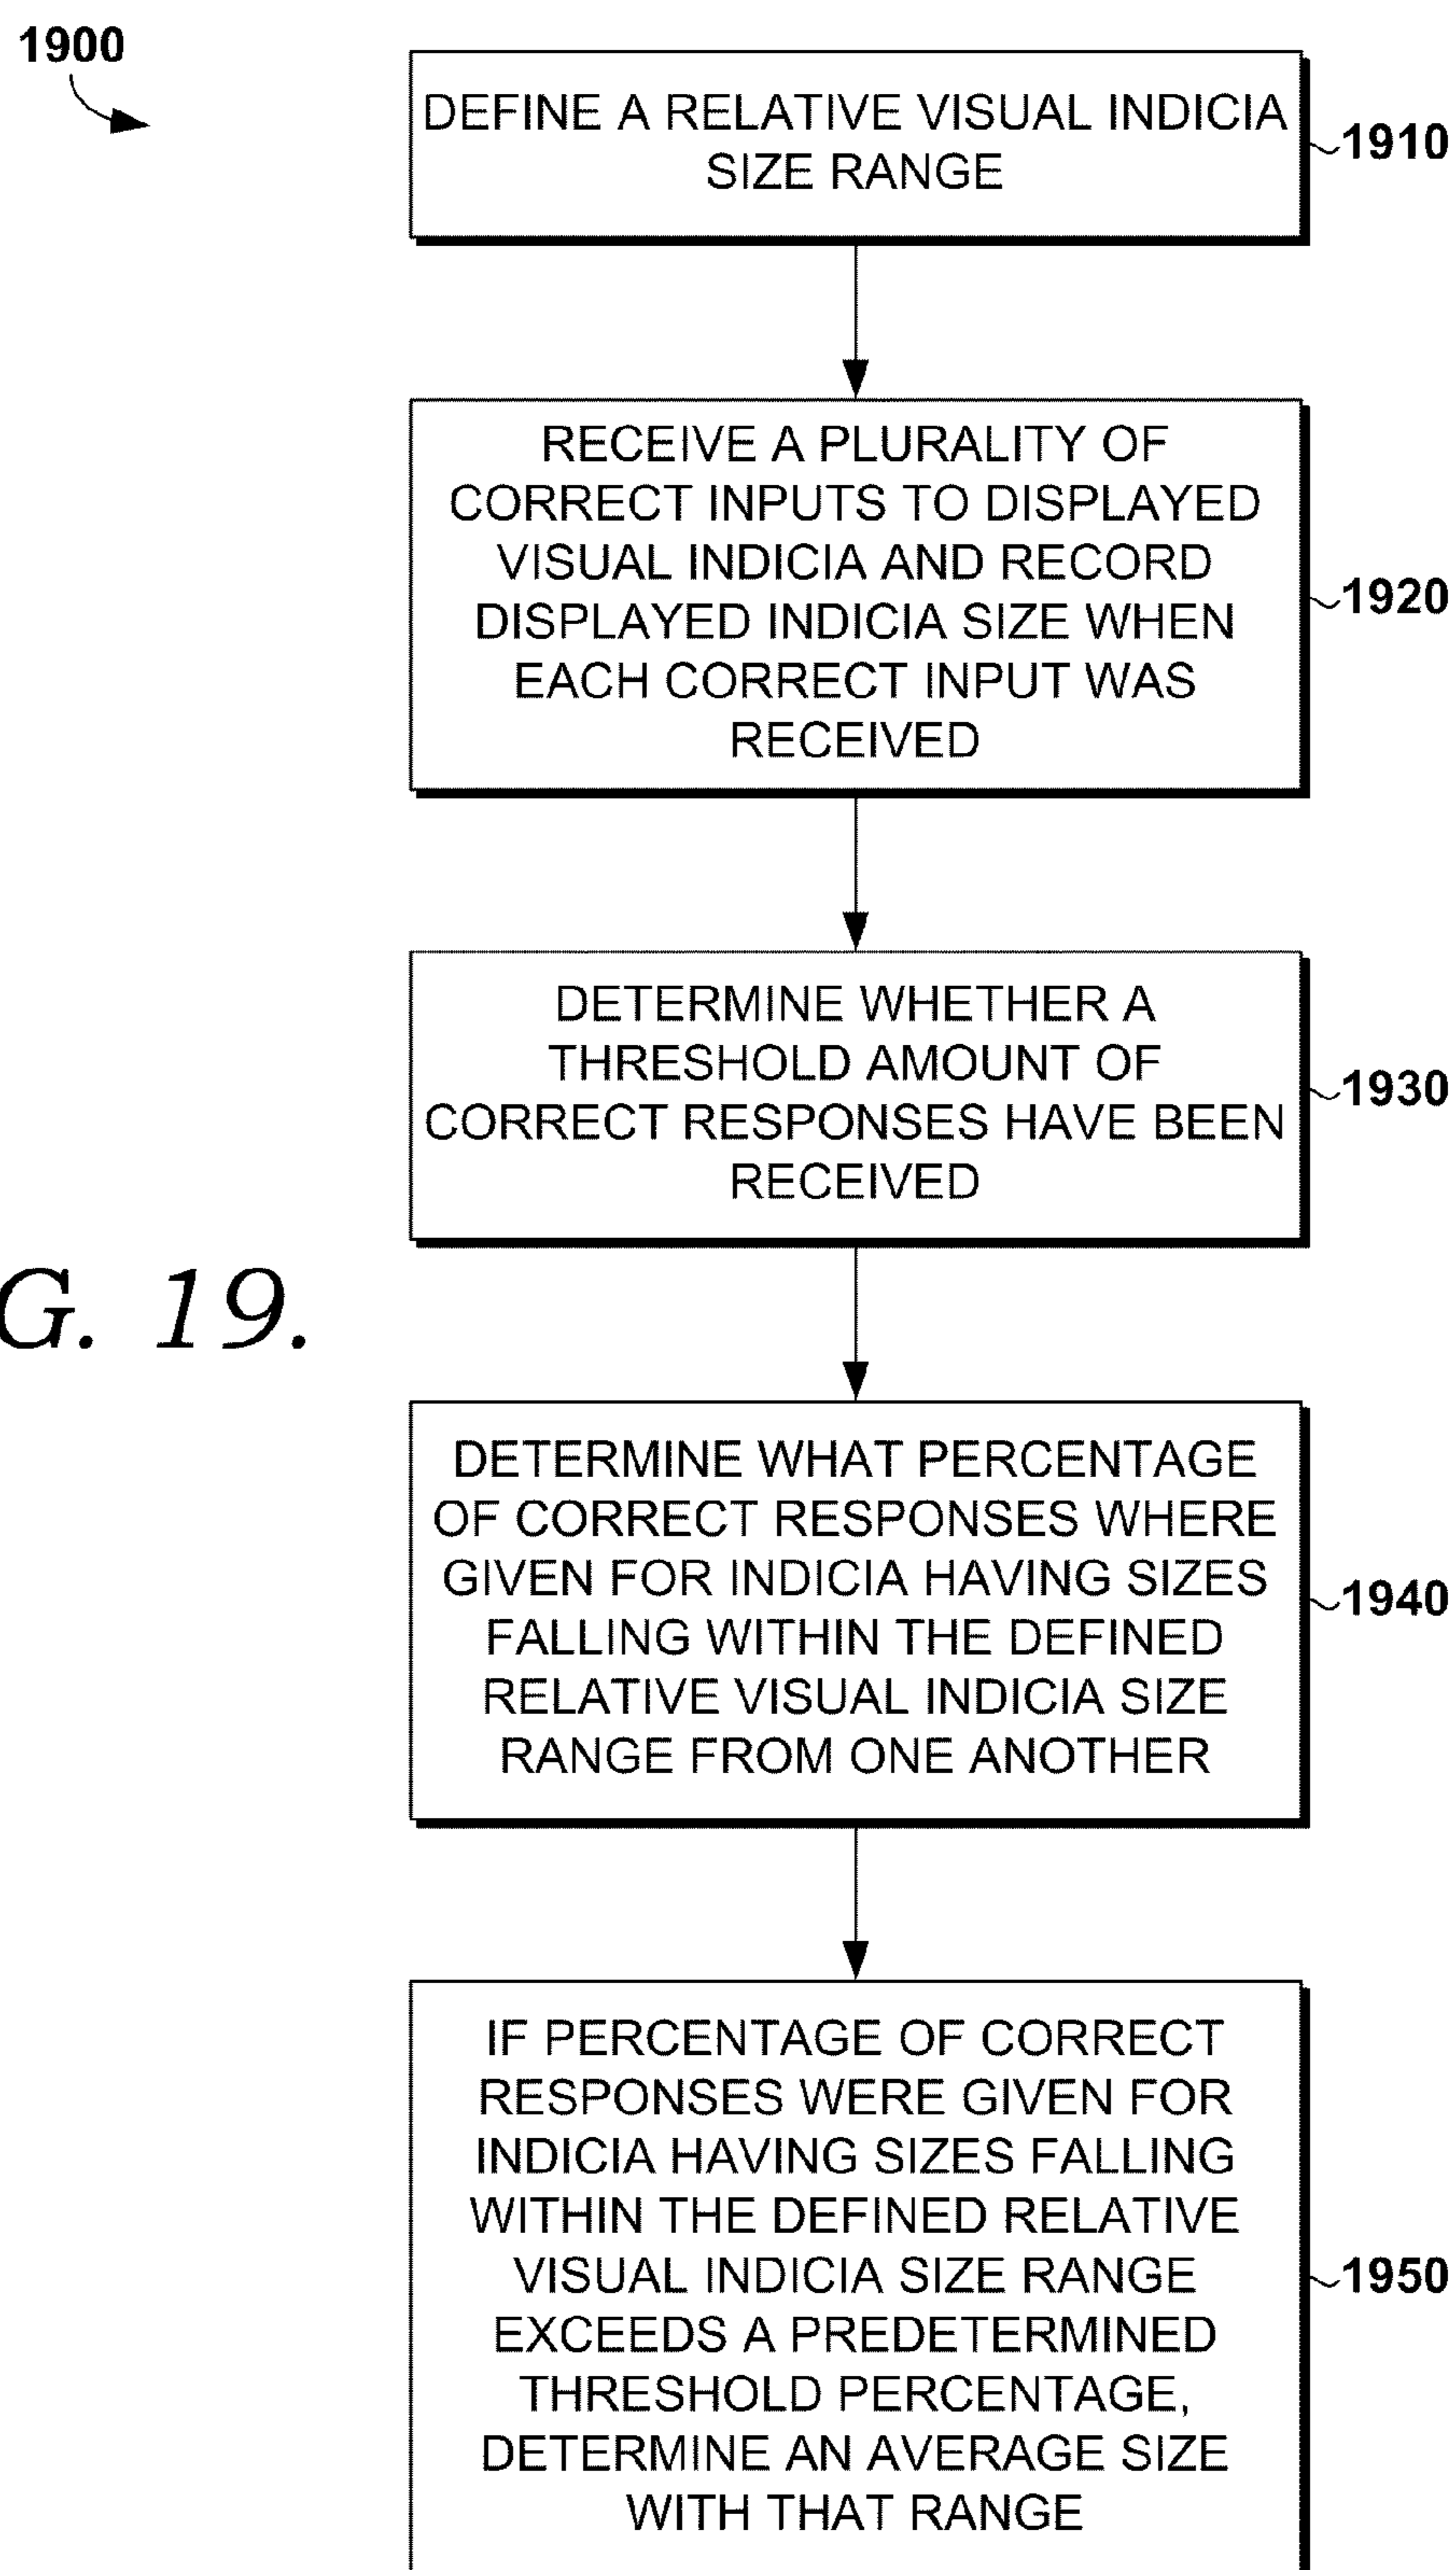 1900
DEFINE A RELATIVE VISUAL INDICIA
SIZE RANGE
1910
RECEIVE A PLURALITY OF
CORRECT INPUTS TO DISPLAYED
VISUAL INDICIA AND RECORD
DISPLAYED INDICIA SIZE WHEN
EACH CORRECT INPUT WAS
RECEIVED
1920
DETERMINE WHETHER A
THRESHOLD AMOUNT OF
CORRECT RESPONSES HAVE BEEN
RECEIVED
1930
G. 19.
DETERMINE WHAT PERCENTAGE
OF CORRECT RESPONSES WHERE
GIVEN FOR INDICIA HAVING SIZES
FALLING WITHIN THE DEFINED
RELATIVE VISUAL INDICIA SIZE
RANGE FROM ONE ANOTHER
1940
IF PERCENTAGE OF CORRECT
RESPONSES WERE GIVEN FOR
INDICIA HAVING SIZES FALLING
WITHIN THE DEFINED RELATIVE
VISUAL INDICIA SIZE RANGE
EXCEEDS A PREDETERMINED
THRESHOLD PERCENTAGE,
DETERMINE AN AVERAGE SIZE
WITH THAT RANGE
1950